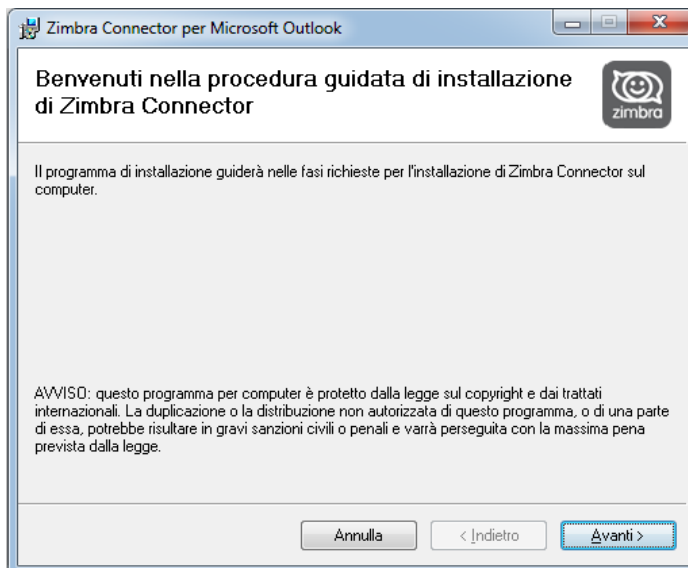 Zimbra Connector per Microsoft Outlook
Benvenuti nella procedura guidata di installazione
di Zimbra Connector
zimbra
Il programma di installazione guiderà nelle fasi richieste per l'installazione di Zimbra Connector sul
computer.
AVVISO: questo programma per computer è protetto dalla legge sul copyright e dai trattati
internazionali. La duplicazione o la distribuzione non autorizzata di questo programma, o di una parte
di essa, potrebbe risultare in gravi sanzioni civili o penali e varrà perseguita con la massima pena
prevista dalla legge.
Annulla
< Indietro
Avanti >